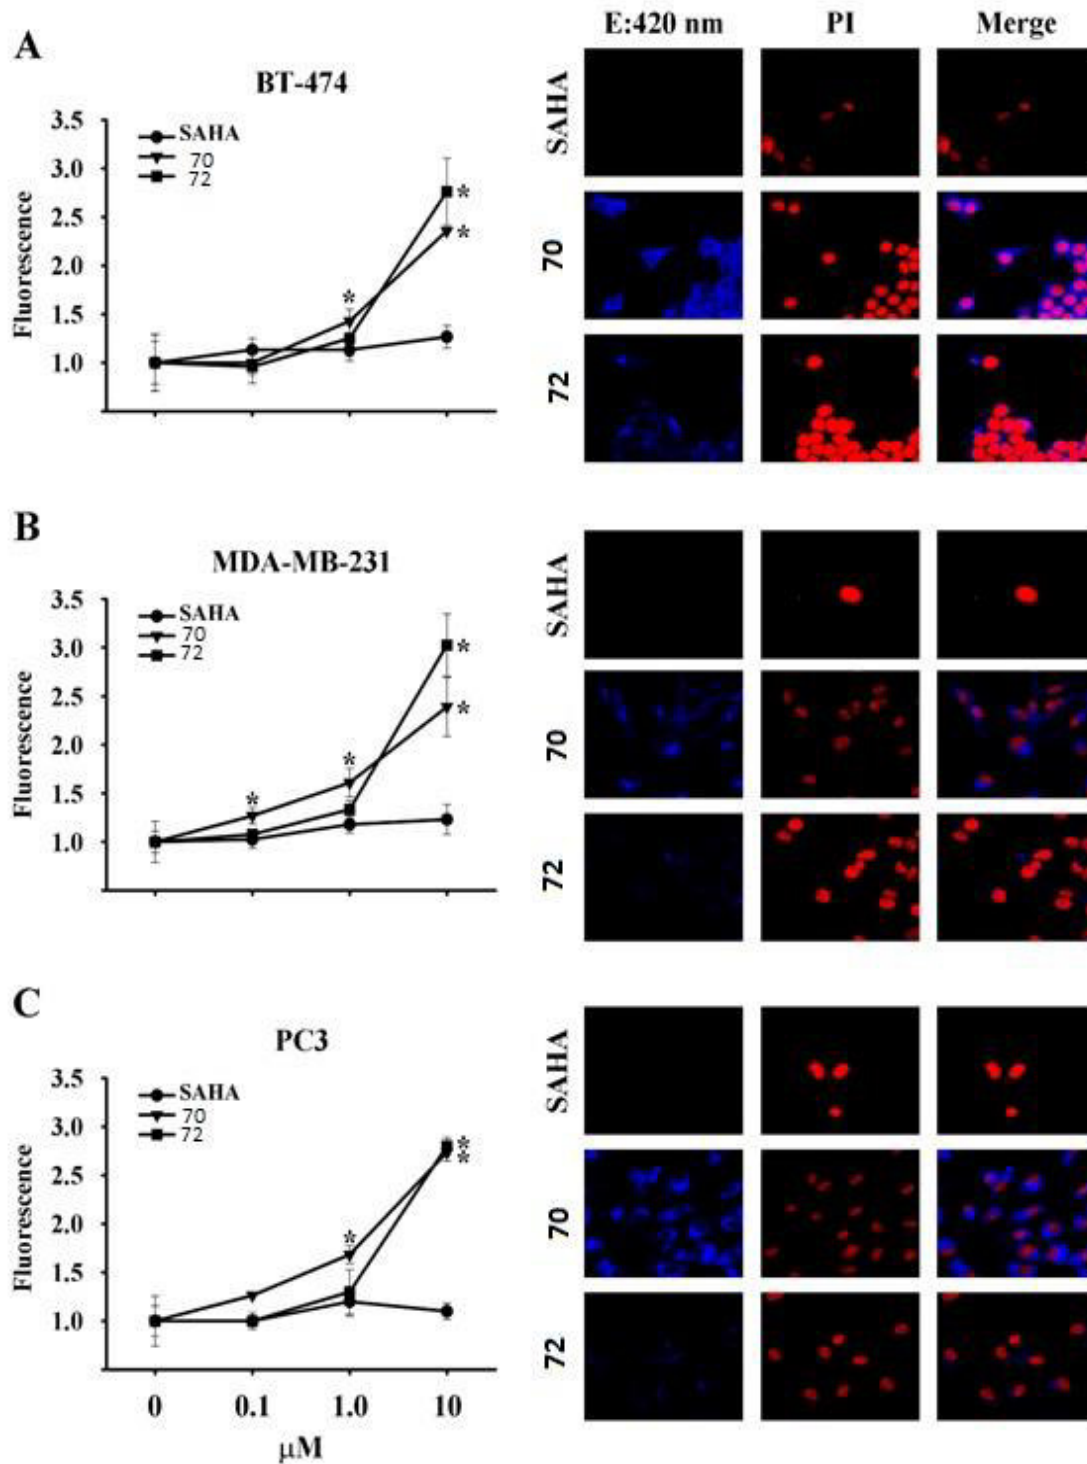 E:420 nm PI Merge
A
BT-474
3.5
3.0
2.5
2.0
1.5
1.0
Fluorescence
SAHA
70
72
*
*
*
SAHA
70
72
B
MDA-MB-231
3.5
3.0
2.5
2.0
1.5
1.0
Fluorescence
SAHA
70
72
*
*
*
*
SAHA
70
72
C
PC3
3.5
3.0
2.5
2.0
1.5
1.0
Fluorescence
SAHA
70
72
*
*
*
0 0.1 1.0 10
μM
SAHA
70
72